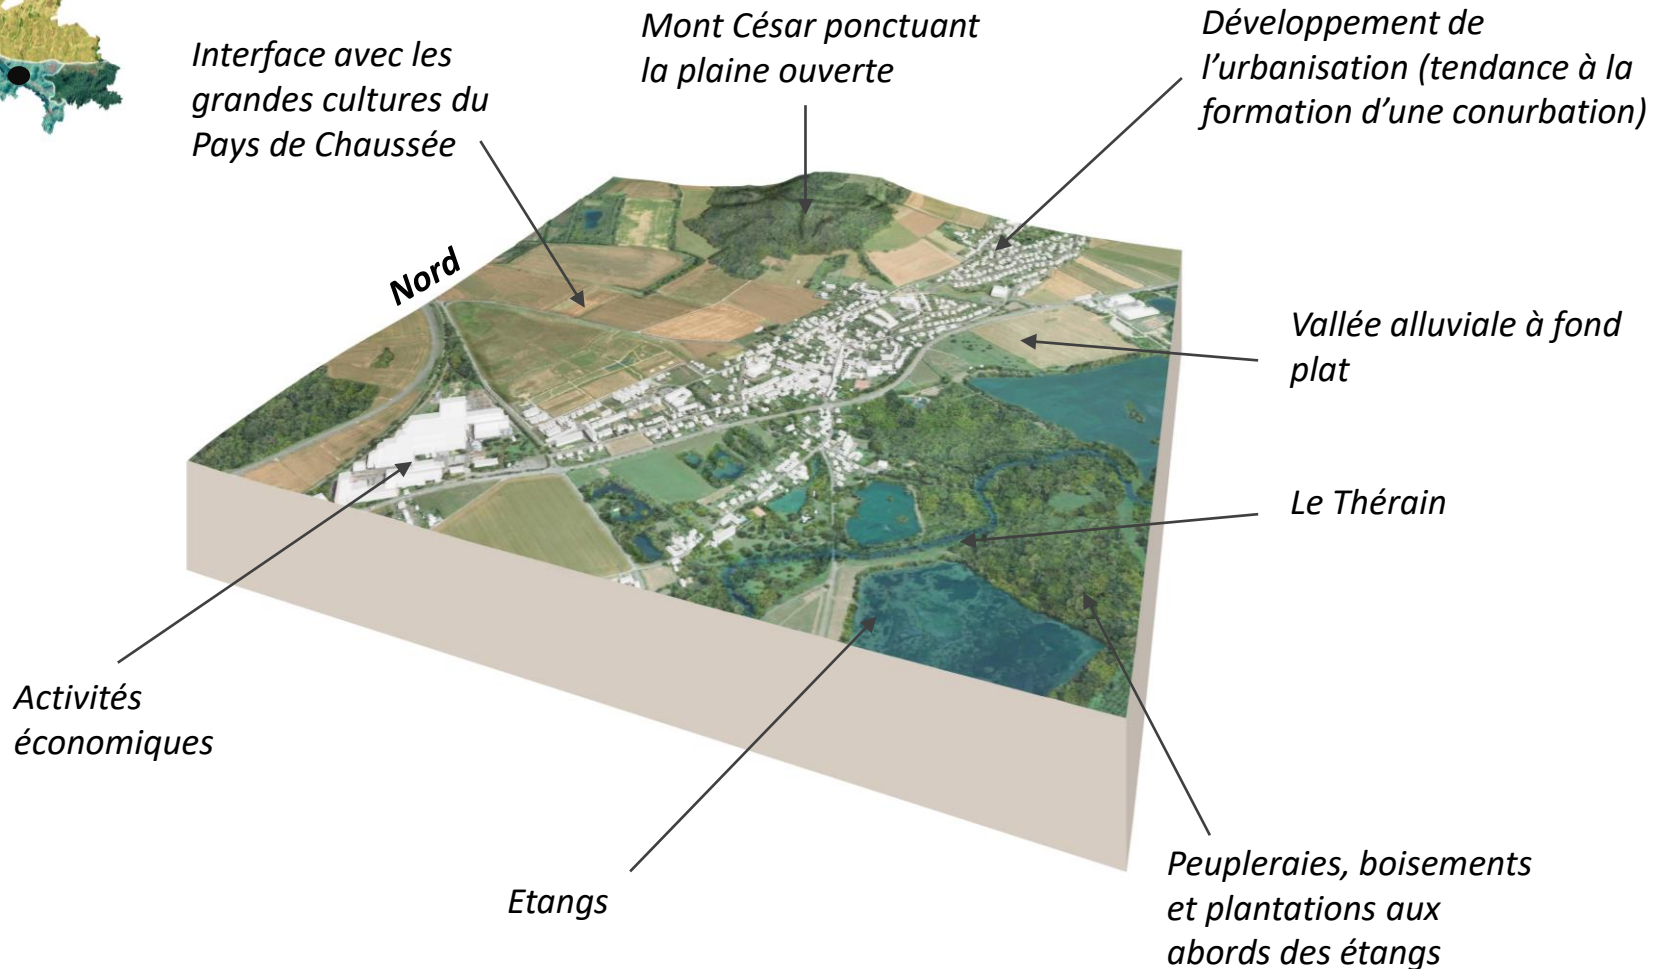 Interface avec les
grandes cultures du
Pays de Chaussée
Mont César ponctuant
la plaine ouverte
Développement de
l’urbanisation (tendance à la
formation d’une conurbation)
Nord
Vallée alluviale à fond
plat
Le Thérain
Activités
économiques
Etangs
Peupleraies, boisements
et plantations aux
abords des étangs